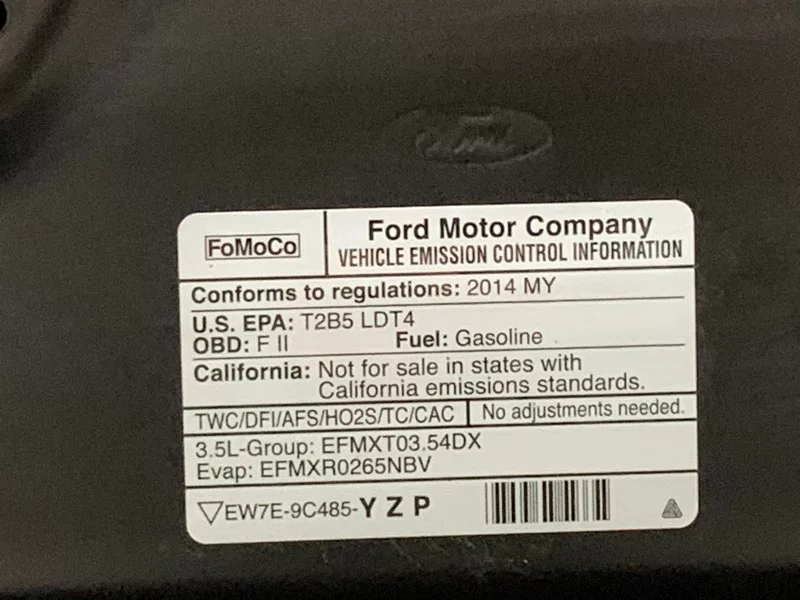 Ford
FoMoCo
Ford Motor Company
VEHICLE EMISSION CONTROL INFORMATION
Conforms to regulations: 2014 MY
U.S. EPA: T2B5 LDT4
OBD: F II Fuel: Gasoline
California: Not for sale in states with
California emissions standards.
TWC/DFI/AFS/HO2S/TC/CAC No adjustments needed.
3.5L-Group: EFMXT03.54DX
Evap: EFMXR0265NBV
EW7E-9C485-Y Z P